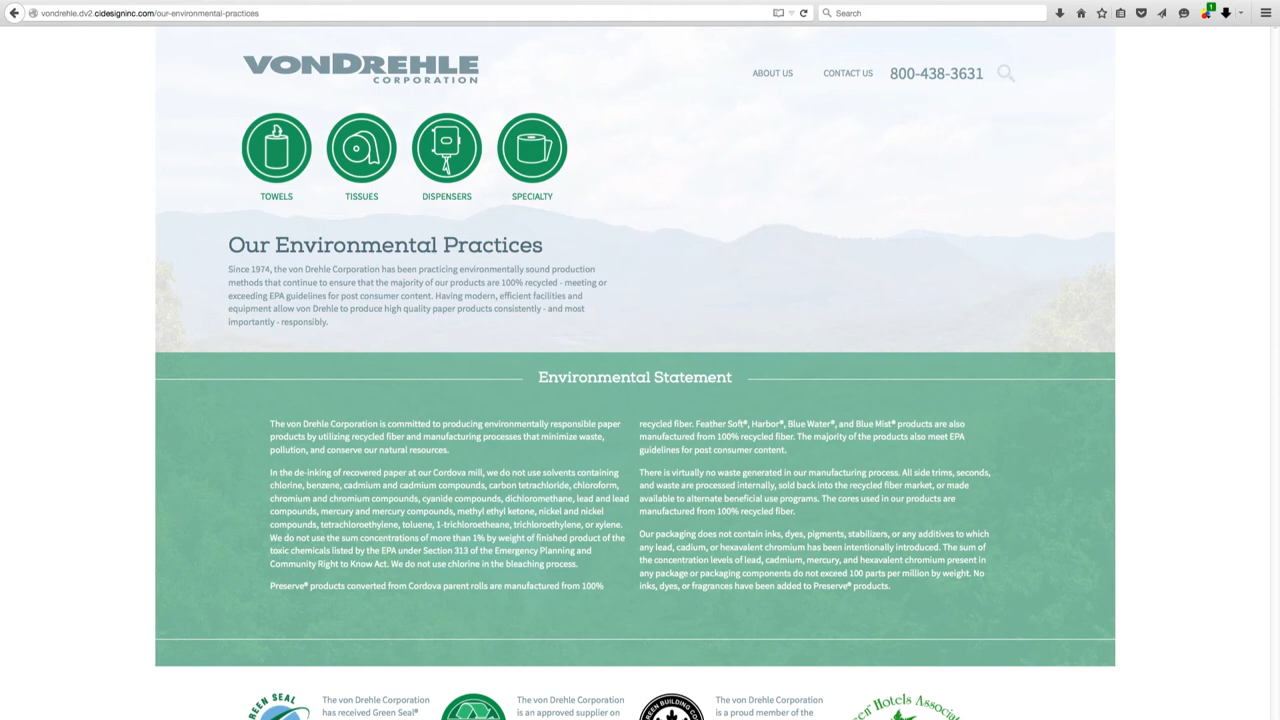 vondrehle.dv2.cidesigninc.com/our-environmental-practices
Search
1
VONDREHLE
CORPORATION
ABOUT US
CONTACT US
800-438-3631
TOWELS
TISSUES
DISPENSERS
SPECIALTY
Our Environmental Practices
Since 1974, the von Drehle Corporation has been practicing environmentally sound production
methods that continue to ensure that the majority of our products are 100% recycled - meeting or
exceeding EPA guidelines for post consumer content. Having modern, efficient facilities and
equipment allow von Drehle to produce high quality paper products consistently - and most
importantly - responsibly.
Environmental Statement
The von Drehle Corporation is committed to producing environmentally responsible paper
products by utilizing recycled fiber and manufacturing processes that minimize waste,
pollution, and conserve our natural resources.
In the de-inking of recovered paper at our Cordova mill, we do not use solvents containing
chlorine, benzene, cadmium and cadmium compounds, carbon tetrachloride, chloroform,
chromium and chromium compounds, cyanide compounds, dichloromethane, lead and lead
compounds, mercury and mercury compounds, methyl ethyl ketone, nickel and nickel
compounds, tetrachloroethylene, toluene, 1-trichloroetheane, trichloroethylene, or xylene.
We do not use the sum concentrations of more than 1% by weight of finished product of the
toxic chemicals listed by the EPA under Section 313 of the Emergency Planning and
Community Right to Know Act. We do not use chlorine in the bleaching process.
Preserve® products converted from Cordova parent rolls are manufactured from 100%
recycled fiber. Feather Soft®, Harbor®, Blue Water®, and Blue Mist® products are also
manufactured from 100% recycled fiber. The majority of the products also meet EPA
guidelines for post consumer content.
There is virtually no waste generated in our manufacturing process. All side trims, seconds,
and waste are processed internally, sold back into the recycled fiber market, or made
available to alternate beneficial use programs. The cores used in our products are
manufactured from 100% recycled fiber.
Our packaging does not contain inks, dyes, pigments, stabilizers, or any additives to which
any lead, cadium, or hexavalent chromium has been intentionally introduced. The sum of
the concentration levels of lead, cadmium, mercury, and hexavalent chromium present in
any package or packaging components do not exceed 100 parts per million by weight. No
inks, dyes, or fragrances have been added to Preserve® products.
SEAL
The von Drehle Corporation
has received Green Seal®
The von Drehle Corporation
is an approved supplier on
GREEN BUILDING
The von Drehle Corporation
is a proud member of the
Hotels